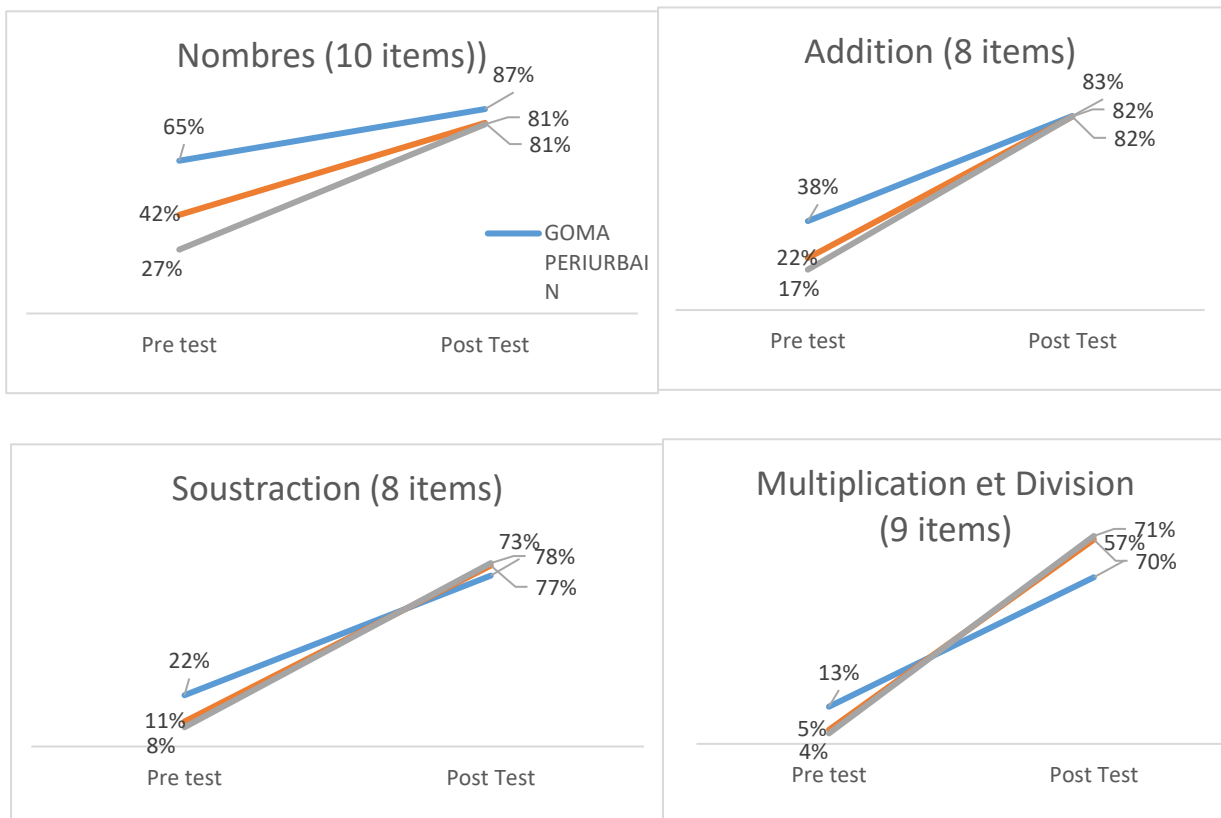 Nombres (10 items))
87%
65%
81%
81%
42%
27%
GOMA
PERIURBAI
N
Pre test
Post Test
Addition (8 items)
83%
82%
82%
38%
22%
17%
Pre test
Post Test
Soustraction (8 items)
73%
78%
77%
22%
11%
8%
Pre test
Post Test
Multiplication et Division
(9 items)
71%
57%
70%
13%
5%
4%
Pre test
Post Test